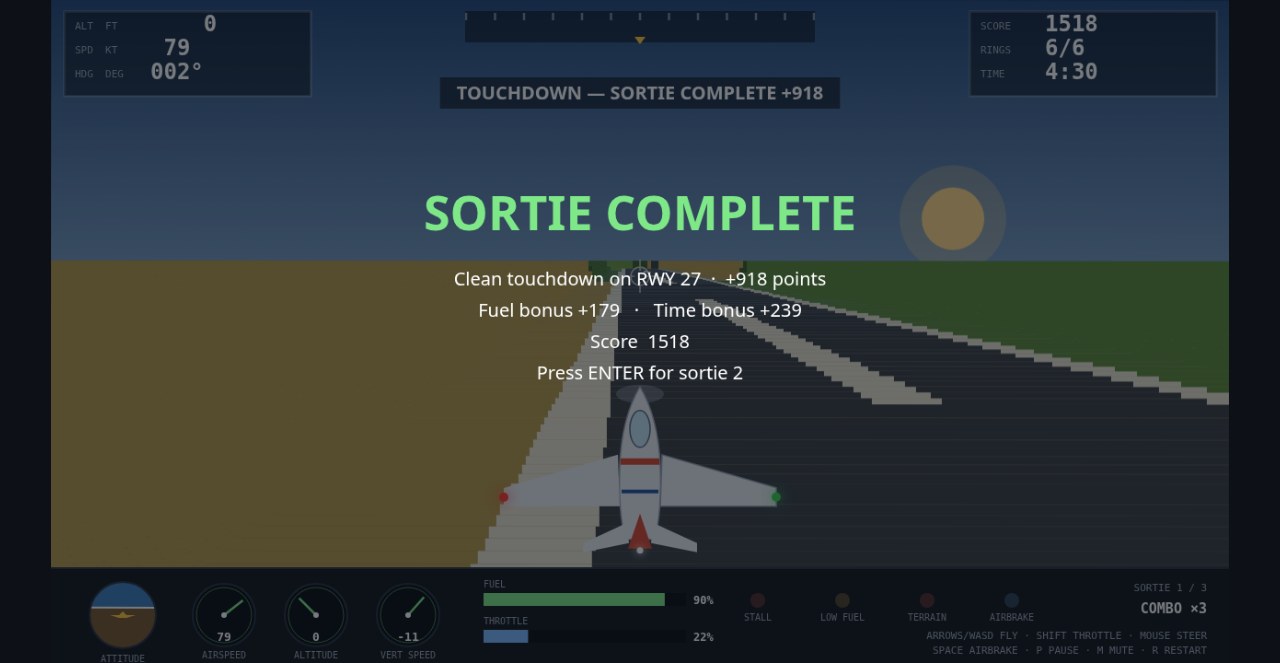 ALT FT 0
SPD KT 79
HDG DEG 002°
SCORE 1518
RINGS 6/6
TIME 4:30
TOUCHDOWN — SORTIE COMPLETE +918
SORTIE COMPLETE
Clean touchdown on RWY 27 · +918 points
Fuel bonus +179 · Time bonus +239
Score 1518
Press ENTER for sortie 2
79
AIRSPEED
0
ALTITUDE
-11
VERT SPEED
ATTITUDE
FUEL
90%
THROTTLE
22%
STALL
LOW FUEL
TERRAIN
AIRBRAKE
SORTIE 1 / 3
COMBO ×3
ARROWS/WASD FLY · SHIFT THROTTLE · MOUSE STEER
SPACE AIRBRAKE · P PAUSE · M MUTE · R RESTART